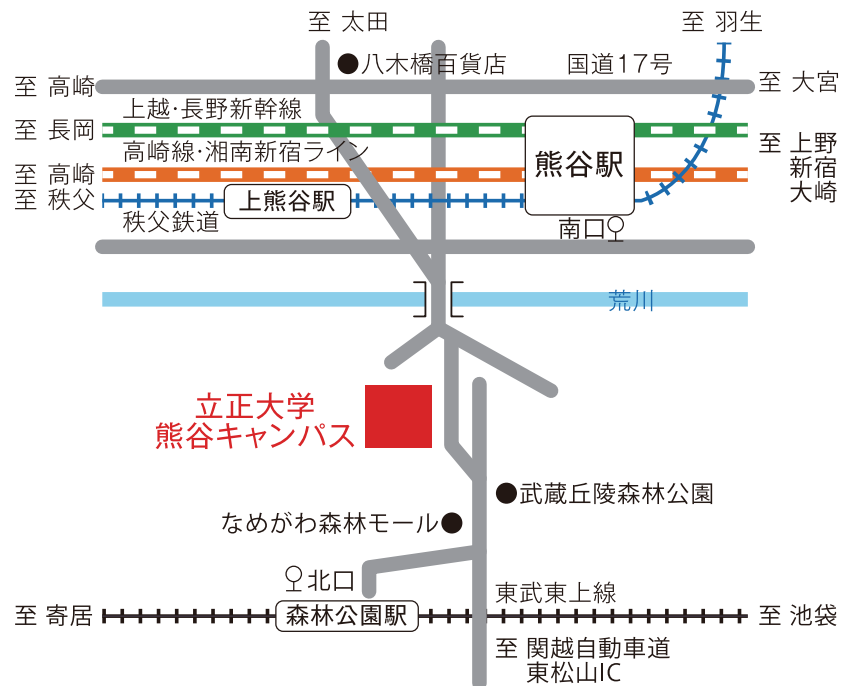 至 太田
至 羽生
八木橋百貨店
国道17号
至 高崎
至 大宮
上越・長野新幹線
至 長岡
高崎線・湘南新宿ライン
熊谷駅
至 上野
新宿
大崎
至 高崎
至 秩父
上熊谷駅
秩父鉄道
南口
荒川
立正大学
熊谷キャンパス
武蔵丘陵森林公園
なめがわ森林モール
北口
東武東上線
至 寄居
森林公園駅
至 池袋
至 関越自動車道
東松山IC